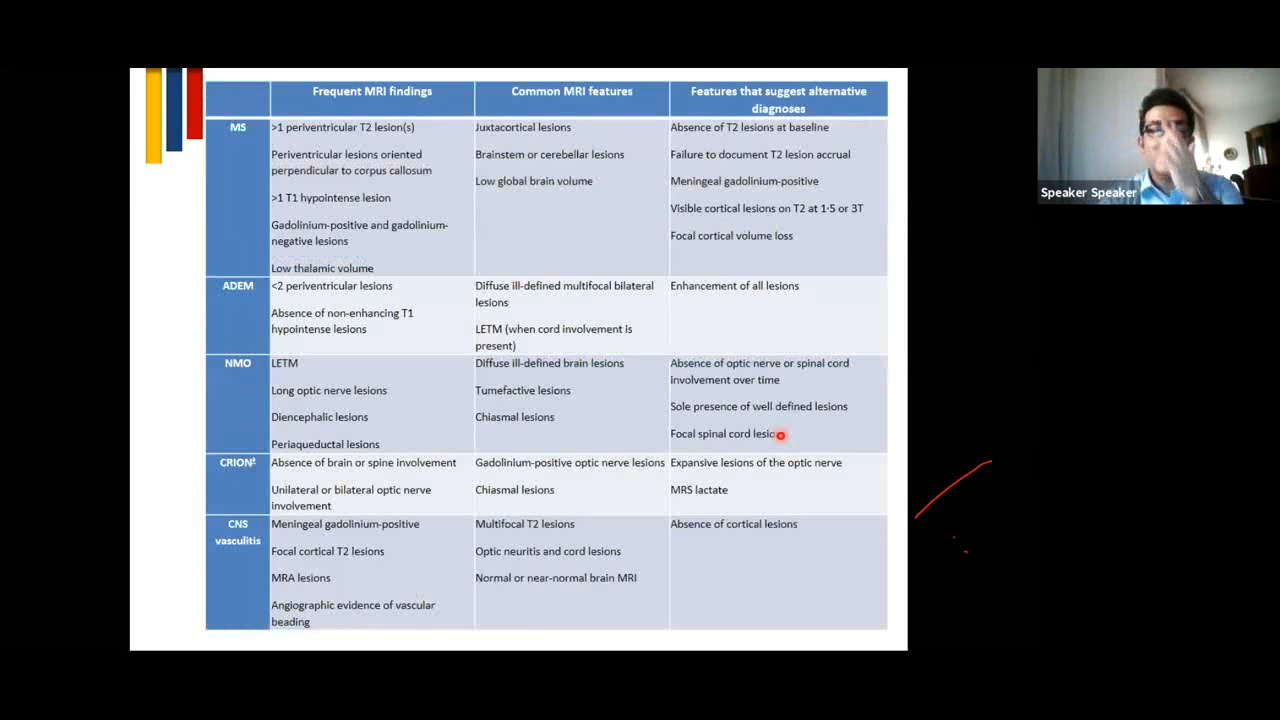 Frequent MRI findings
Common MRI features
Features that suggest alternative
diagnoses
MS
>1 periventricular T2 lesion(s)
Periventricular lesions oriented
perpendicular to corpus callosum
>1 T1 hypointense lesion
Gadolinium-positive and gadolinium-
negative lesions
Low thalamic volume
Juxtacortical lesions
Brainstem or cerebellar lesions
Low global brain volume
Absence of T2 lesions at baseline
Failure to document T2 lesion accrual
Meningeal gadolinium-positive
Visible cortical lesions on T2 at 1·5 or 3T
Focal cortical volume loss
ADEM
<2 periventricular lesions
Absence of non-enhancing T1
hypointense lesions
Diffuse ill-defined multifocal bilateral
lesions
LETM (when cord involvement is
present)
Enhancement of all lesions
NMO
LETM
Long optic nerve lesions
Diencephalic lesions
Periaqueductal lesions
Diffuse ill-defined brain lesions
Tumefactive lesions
Chiasmal lesions
Absence of optic nerve or spinal cord
involvement over time
Sole presence of well defined lesions
Focal spinal cord
CRION‡
Absence of brain or spine involvement
Unilateral or bilateral optic nerve
involvement
Gadolinium-positive optic nerve lesions
Chiasmal lesions
Expansive lesions of the optic nerve
MRS lactate
CNS
vasculitis
Meningeal gadolinium-positive
Focal cortical T2 lesions
MRA lesions
Angiographic evidence of vascular
beading
Multifocal T2 lesions
Optic neuritis and cord lesions
Normal or near-normal brain MRI
Absence of cortical lesions
Speaker Speaker